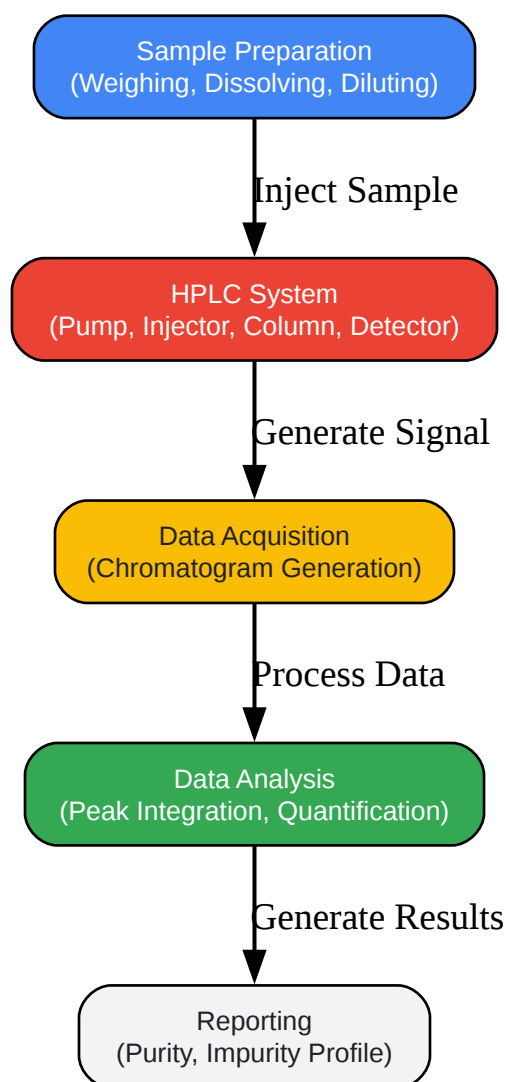 Sample Preparation
(Weighing, Dissolving, Diluting)
Inject Sample
HPLC System
(Pump, Injector, Column, Detector)
Generate Signal
Data Acquisition
(Chromatogram Generation)
Process Data
Data Analysis
(Peak Integration, Quantification)
Generate Results
Reporting
(Purity, Impurity Profile)